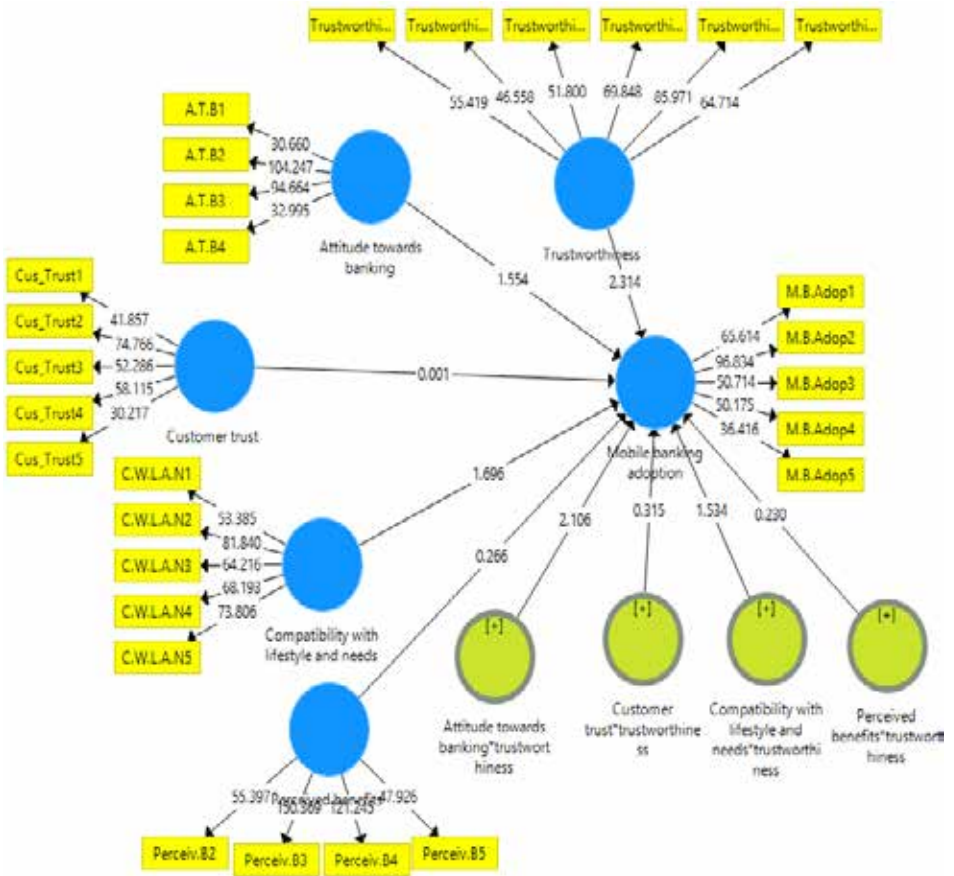 Trustworthi...
Trustworthi...
Trustworthi...
Trustworthi...
Trustworthi...
Trustworthi...
55.419
46.558
51.800
69.848
85.971
64.714
A.T.B1
A.T.B2
A.T.B3
A.T.B4
30.660
104.247
94.664
32.995
Attitude towards
banking
Trustworthiness
1.554
2.314
Cus_Trust1
Cus_Trust2
Cus_Trust3
Cus_Trust4
Cus_Trust5
41.857
74.766
52.286
58.115
30.217
Customer trust
0.001
M.B.Adop1
M.B.Adop2
M.B.Adop3
M.B.Adop4
M.B.Adop5
65.614
96.834
50.714
50.175
36.416
Mobile banking
adoption
C.W.L.A.N1
C.W.L.A.N2
C.W.L.A.N3
C.W.L.A.N4
C.W.L.A.N5
53.385
81.840
64.216
68.193
73.806
Compatibility with
lifestyle and needs
1.696
0.266
2.106
0.315
1.534
0.230
[+]
[+]
[+]
[+]
Attitude towards
banking*trustwort
hiness
Customer
trust*trustworthine
ss
Compatibility with
lifestyle and
needs*trustworthi
ness
Perceived
benefits*trustwort
hiness
Perceived benefits
55.397
150.369
121.245
47.926
Perceiv.B2
Perceiv.B3
Perceiv.B4
Perceiv.B5